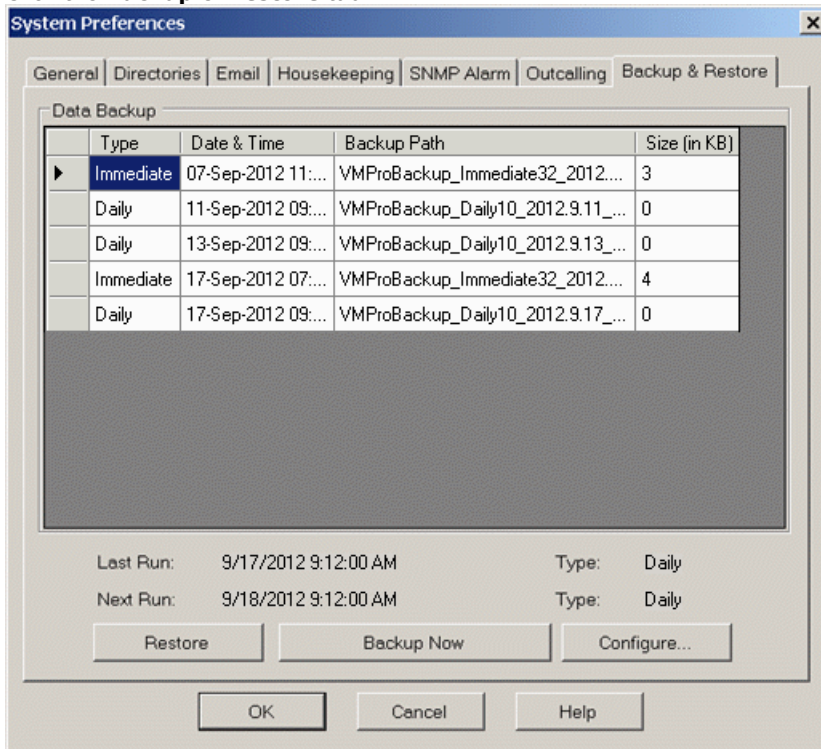 System Preferences
General Directories Email Housekeeping SNMP Alarm Outcalling Backup & Restore
Data Backup
Type Date & Time Backup Path Size (in KB)
Immediate 07-Sep-2012 11:... VMProBackup_Immediate32_2012.... 3
Daily 11-Sep-2012 09:... VMProBackup_Daily10_2012.9.11_... 0
Daily 13-Sep-2012 09:... VMProBackup_Daily10_2012.9.13_... 0
Immediate 17-Sep-2012 07:... VMProBackup_Immediate32_2012.... 4
Daily 17-Sep-2012 09:... VMProBackup_Daily10_2012.9.17_... 0
Last Run: 9/17/2012 9:12:00 AM Type: Daily
Next Run: 9/18/2012 9:12:00 AM Type: Daily
Restore Backup Now Configure...
OK Cancel Help